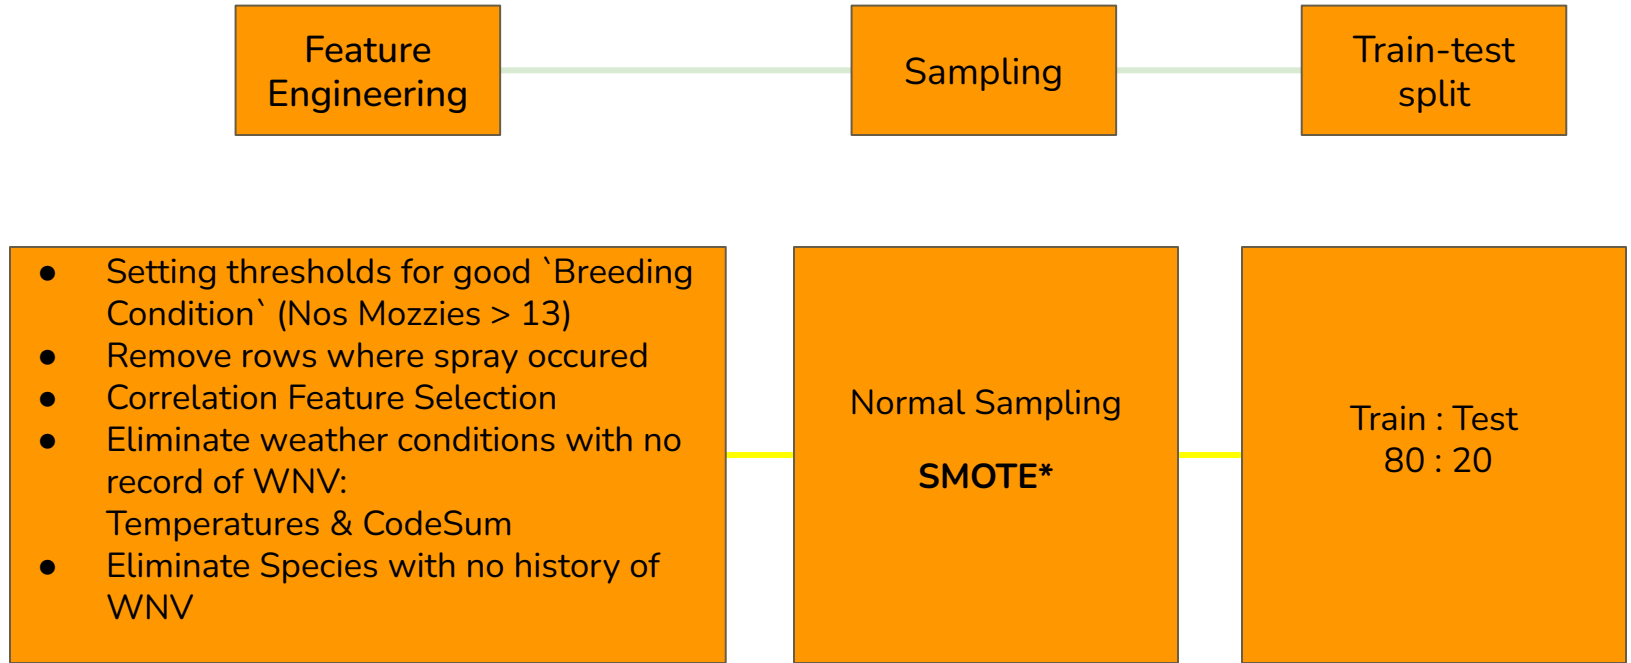 Feature
Engineering
Sampling
Train-test
split
● Setting thresholds for good `Breeding
Condition` (Nos Mozzies > 13)
● Remove rows where spray occured
● Correlation Feature Selection
● Eliminate weather conditions with no
record of WNV:
Temperatures & CodeSum
● Eliminate Species with no history of
WNV
Normal Sampling
SMOTE*
Train : Test
80 : 20